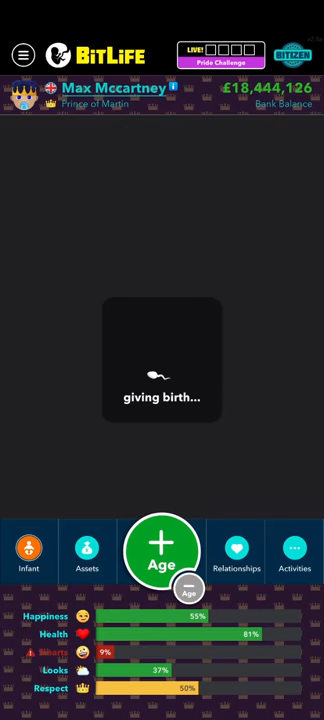 BITLIFE
LIVE!
Pride Challenge
BITIZEN
Max Mccartney
£18,444,126
Prince of Martin
Bank Balance
giving birth...
Infant
Assets
Age
Age
Relationships
Activities
Happiness
55%
Health
81%
Smarts
9%
Looks
37%
Respect
50%